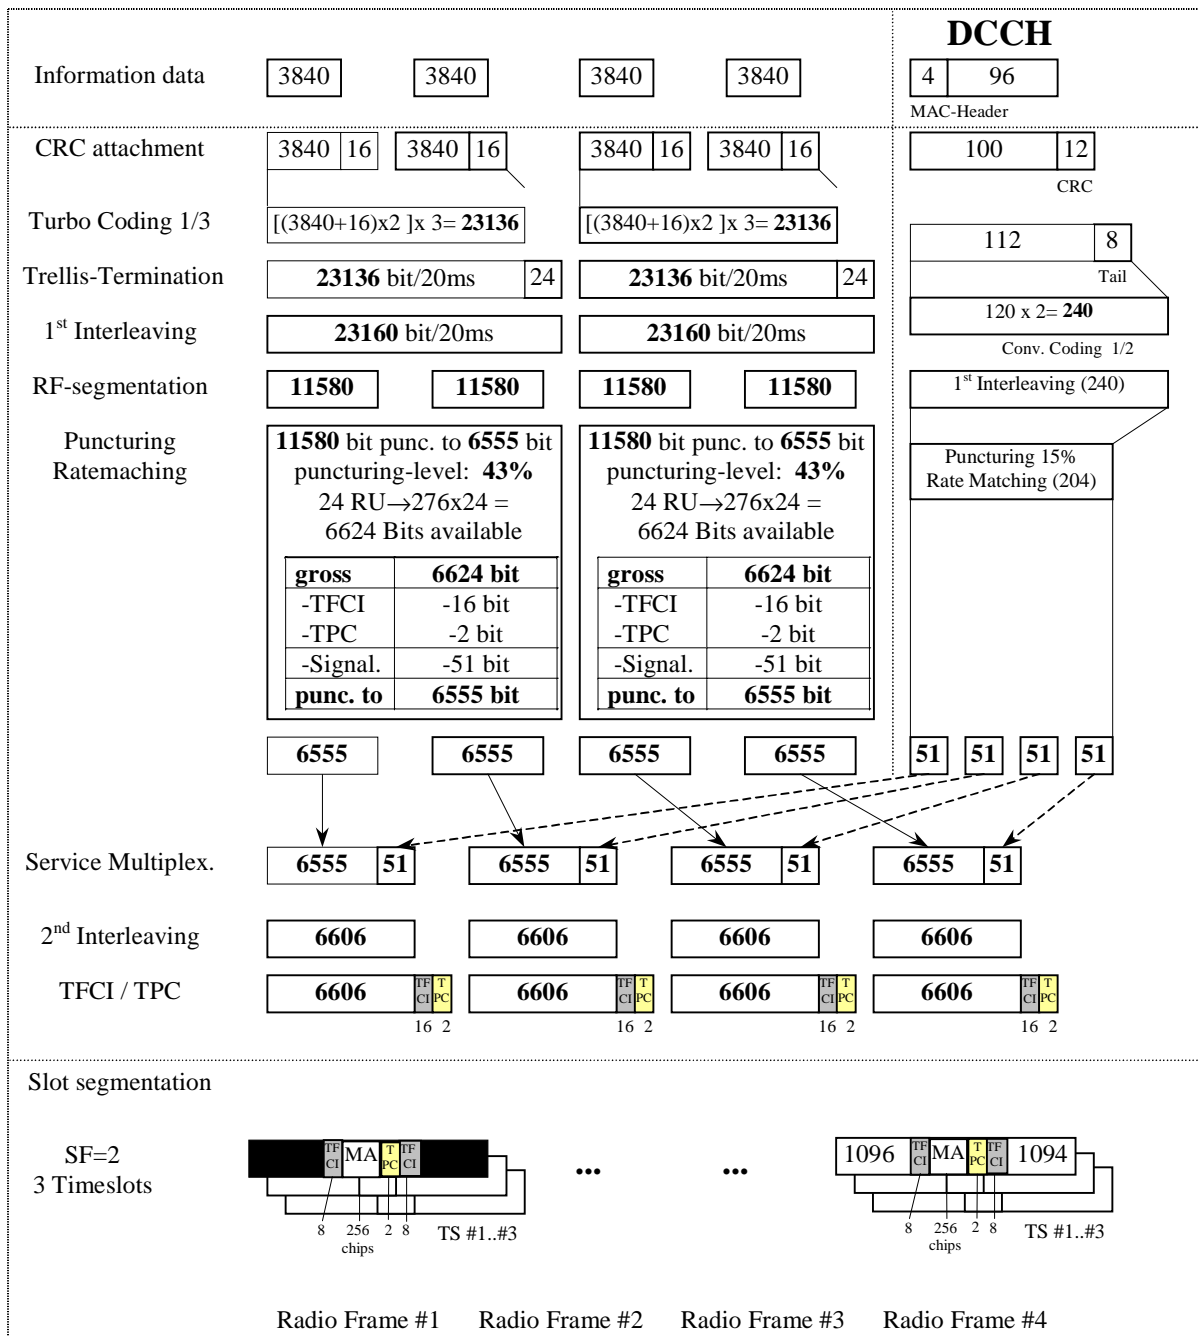 DCCH
Information data 3840 3840 3840 3840 4 96
MAC-Header
CRC attachment 3840 16 3840 16 3840 16 3840 16 100 12
CRC
Turbo Coding 1/3 [(3840+16)x2 ]x 3= 23136 [(3840+16)x2 ]x 3= 23136
112 8
Trellis-Termination 23136 bit/20ms 24 23136 bit/20ms 24
Tail
120 x 2= 240
1st Interleaving 23160 bit/20ms 23160 bit/20ms
Conv. Coding 1/2
RF-segmentation 11580 11580 11580 11580 1st Interleaving (240)
Puncturing 11580 bit punc. to 6555 bit 11580 bit punc. to 6555 bit
Ratemaching puncturing-level: 43% puncturing-level: 43%
Puncturing 15%
Rate Matching (204)
24 RU→276x24 = 24 RU→276x24 =
6624 Bits available 6624 Bits available
gross 6624 bit gross 6624 bit
-TFCI -16 bit -TFCI -16 bit
-TPC -2 bit -TPC -2 bit
-Signal. -51 bit -Signal. -51 bit
punc. to 6555 bit punc. to 6555 bit
6555 6555 6555 6555 51 51 51 51
Service Multiplex. 6555 51 6555 51 6555 51 6555 51
2nd Interleaving 6606 6606 6606 6606
TFCI / TPC 6606 TF CI T PC 6606 TF CI T PC 6606 TF CI T PC 6606 TF CI T PC
16 2 16 2 16 2 16 2
Slot segmentation
SF=2 TF CI MA T PC TF CI ... ... 1096 TF CI MA T PC TF CI 1094
3 Timeslots
8 256 2 8 TS #1..#3 8 256 2 8 TS #1..#3
chips chips
Radio Frame #1 Radio Frame #2 Radio Frame #3 Radio Frame #4